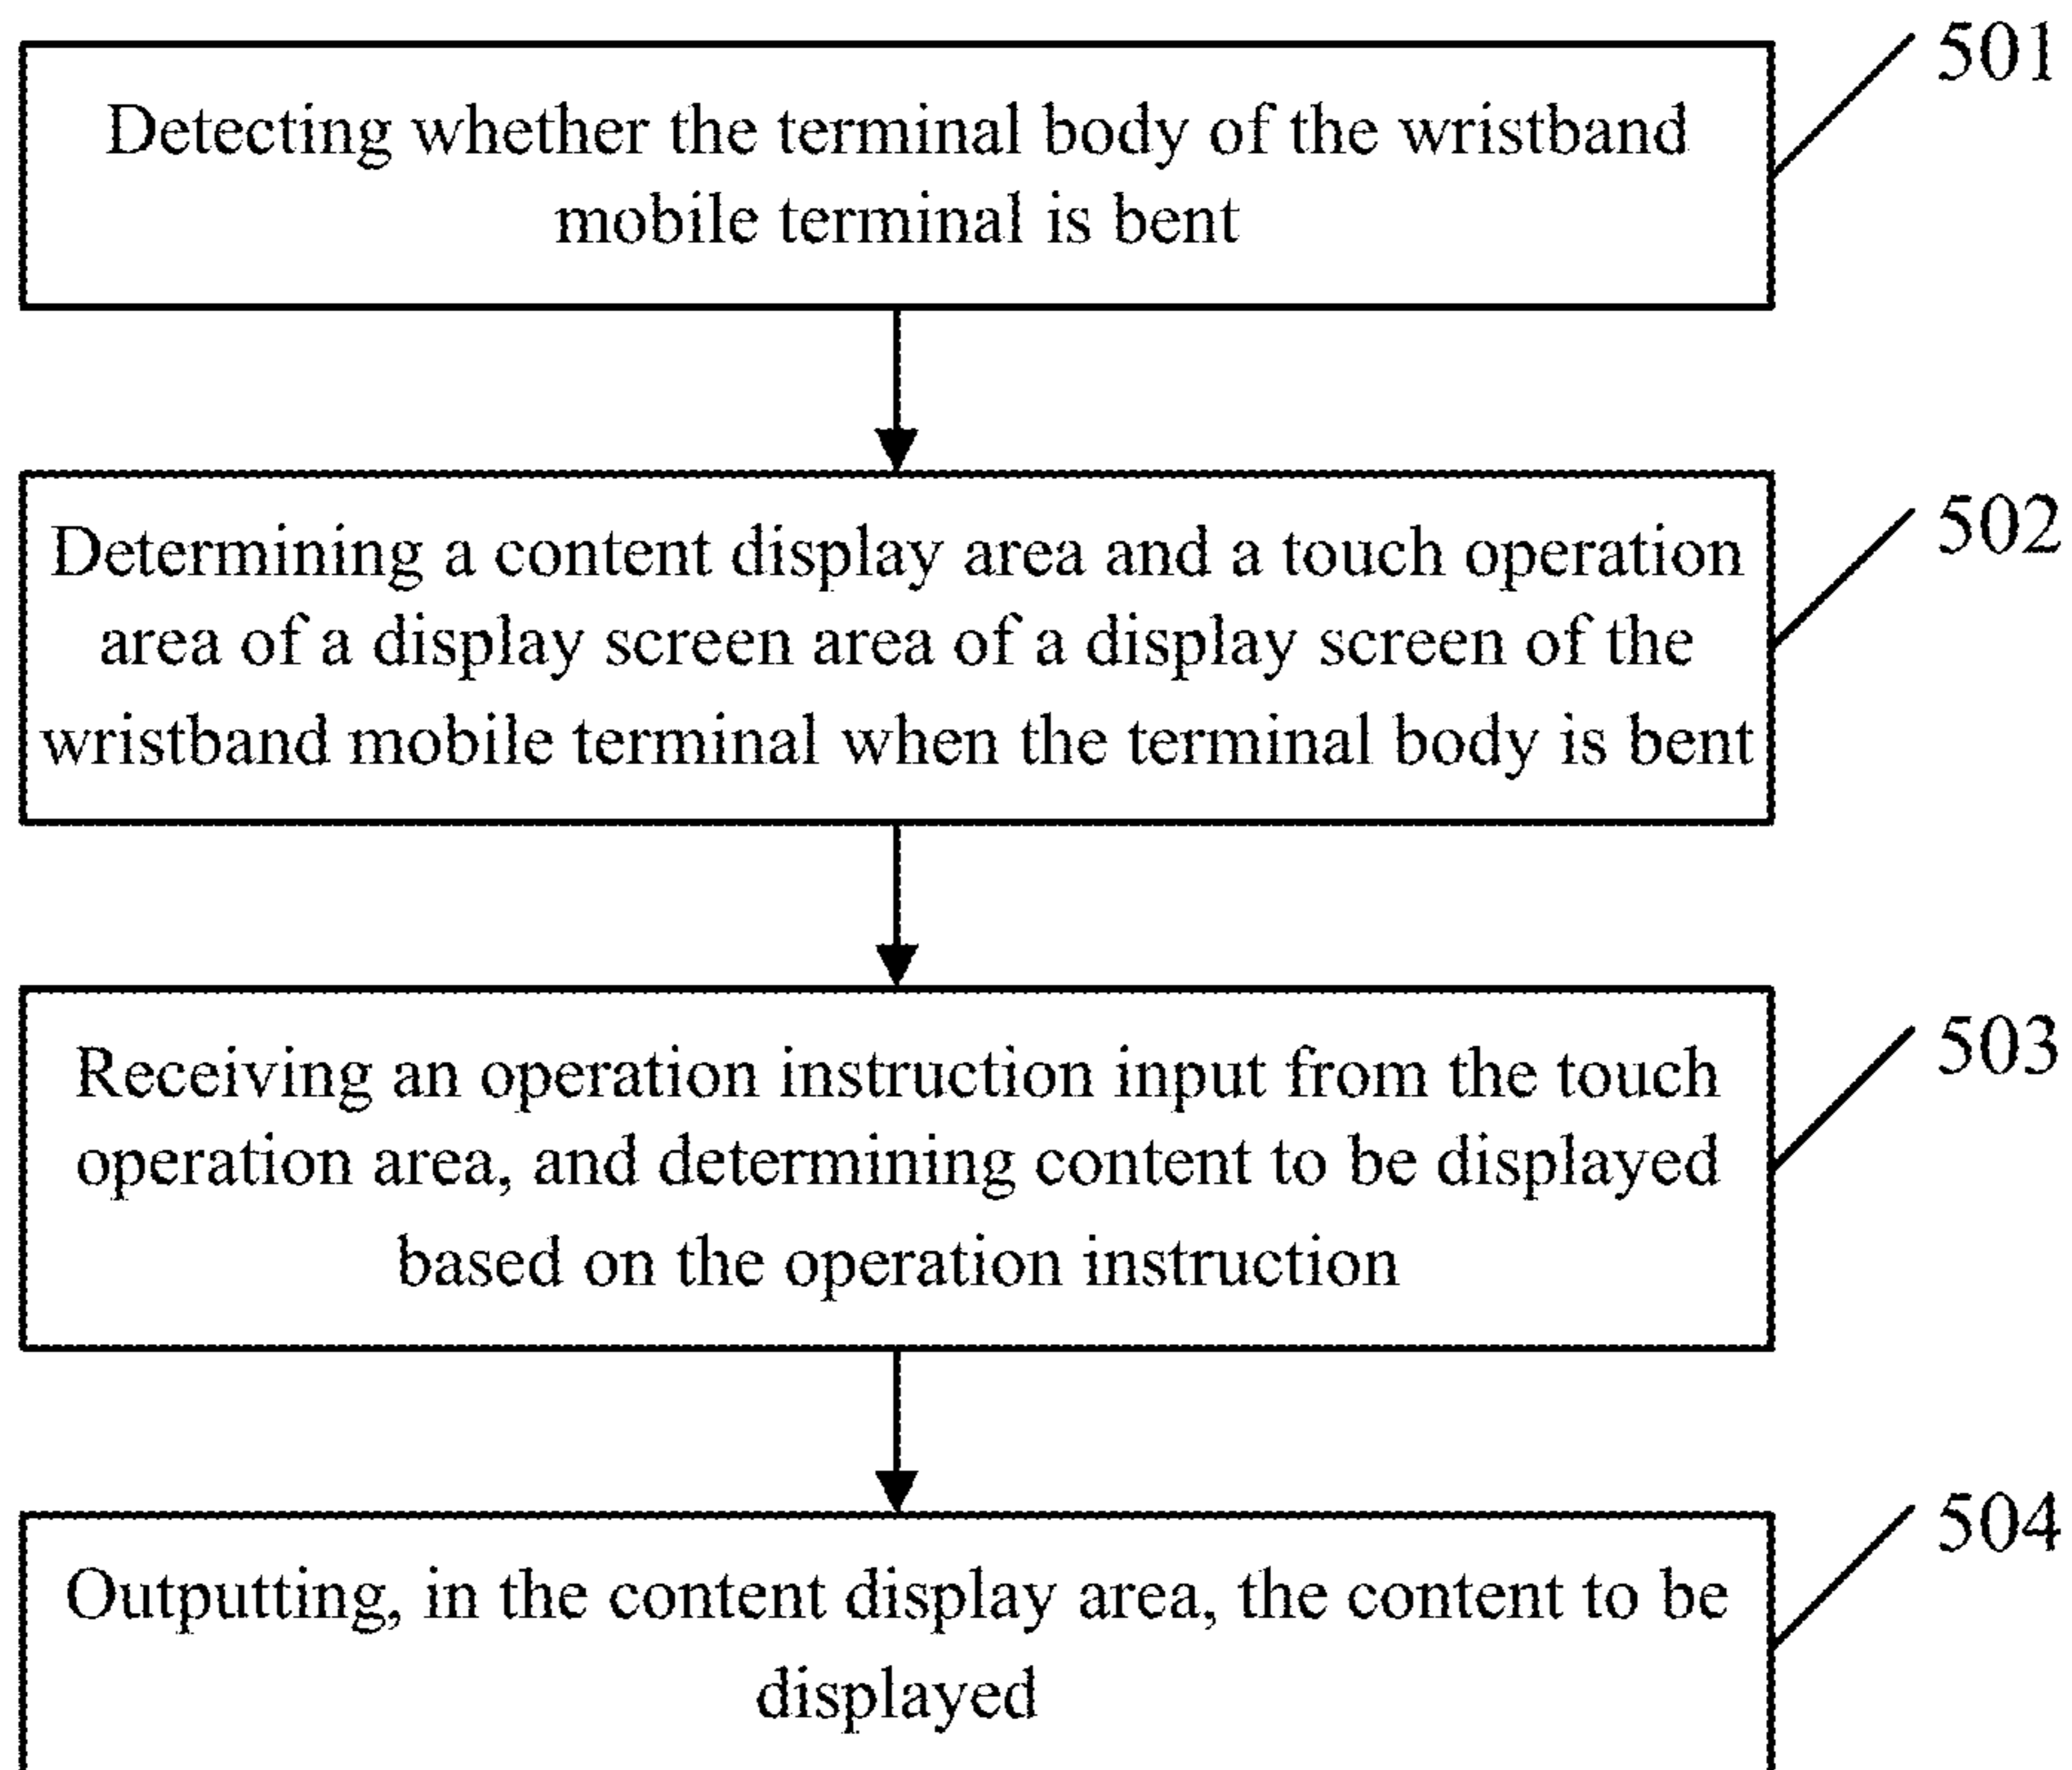 501
Detecting whether the terminal body of the wristband
mobile terminal is bent
502
Determining a content display area and a touch operation
area of a display screen area of a display screen of the
wristband mobile terminal when the terminal body is bent
503
Receiving an operation instruction input from the touch
operation area, and determining content to be displayed
based on the operation instruction
504
Outputting, in the content display area, the content to be
displayed